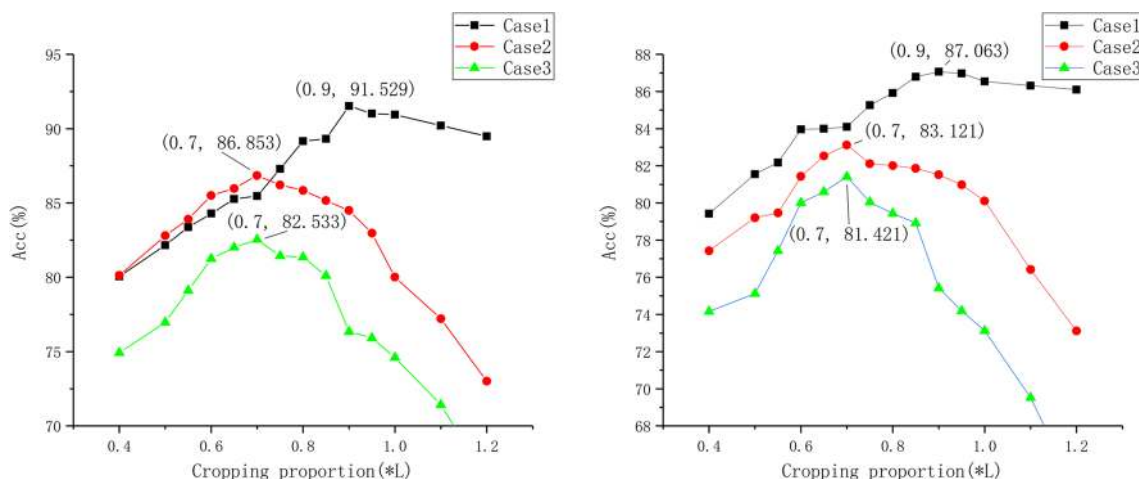 Case1
Case2
Case3
95
90
85
80
75
70
Acc(%)
(0.9, 91.529)
(0.7, 86.853)
(0.7, 82.533)
0.4 0.6 0.8 1.0 1.2
Cropping proportion(*L)
Case1
Case2
Case3
88
86
84
82
80
78
76
74
72
70
68
Acc(%)
(0.9, 87.063)
(0.7, 83.121)
(0.7, 81.421)
0.4 0.6 0.8 1.0 1.2
Cropping proportion(*L)